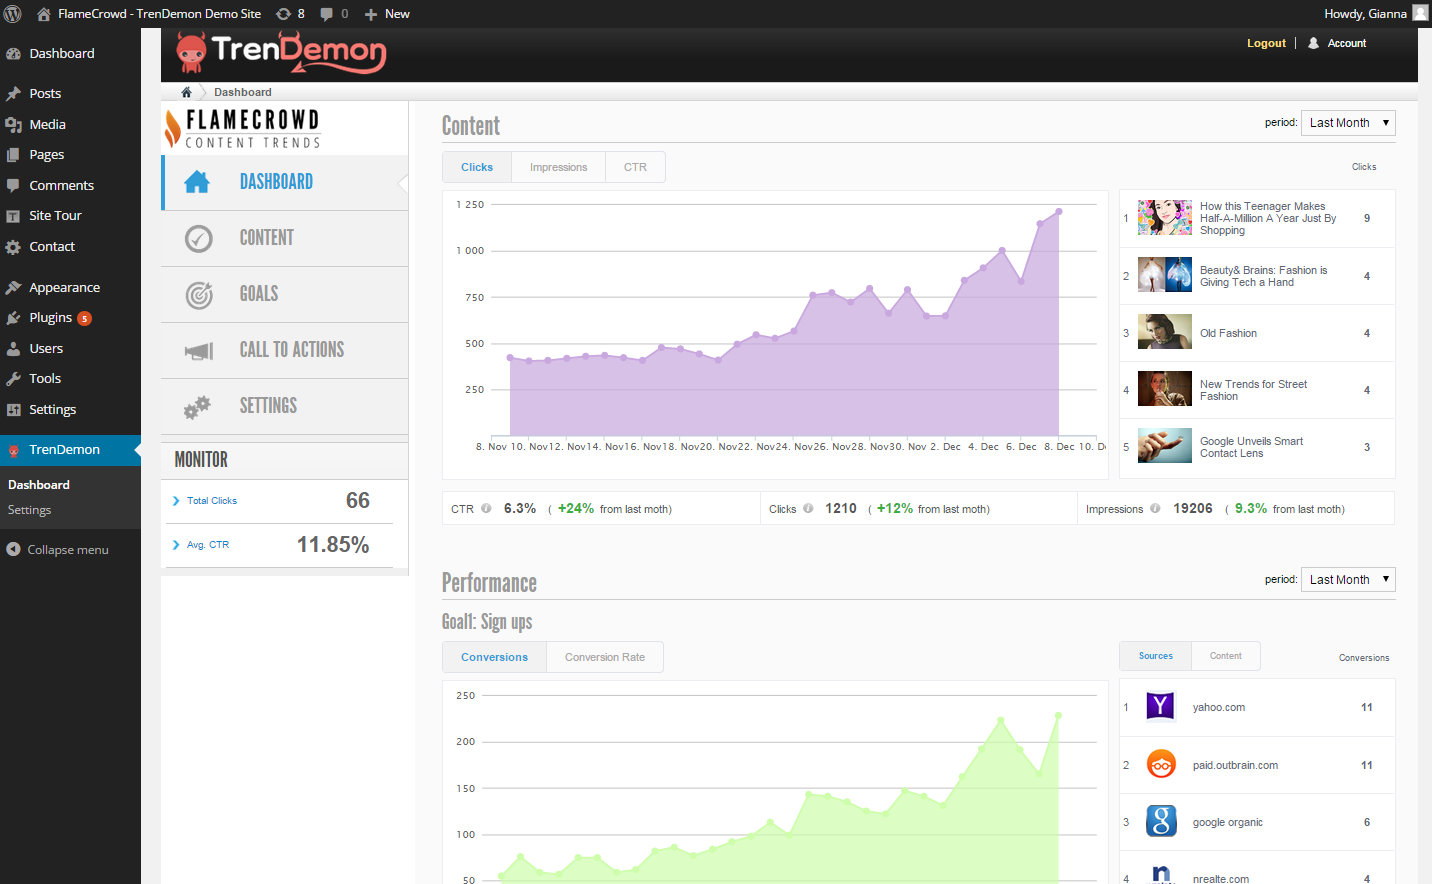 FlameCrowd - TrenDemon Demo Site 8 0 New
Howdy, Gianna
Dashboard
Posts
Media
Pages
Comments
Site Tour
Contact
Appearance
Plugins 5
Users
Tools
Settings
TrenDemon
Dashboard
Settings
Collapse menu
TrenDemon
Logout | Account
Dashboard
FLAMECROWD
CONTENT TRENDS
DASHBOARD
CONTENT
GOALS
CALL TO ACTIONS
SETTINGS
MONITOR
Total Clicks 66
Avg. CTR 11.85%
Content
period: Last Month
Clicks Impressions CTR
1 250
1 000
750
500
250
8. Nov 10. Nov 12. Nov 14. Nov 16. Nov 18. Nov 20. Nov 22. Nov 24. Nov 26. Nov 28. Nov 30. Nov 2. Dec 4. Dec 6. Dec 8. Dec 10. D
Clicks
1 How this Teenager Makes
Half-A-Million A Year Just By
Shopping
9
2 Beauty& Brains: Fashion is
Giving Tech a Hand
4
3 Old Fashion 4
4 New Trends for Street
Fashion
4
5 Google Unveils Smart
Contact Lens
3
CTR 6.3% ( +24% from last moth)
Clicks 1210 ( +12% from last moth)
Impressions 19206 ( 9.3% from last moth)
Performance
period: Last Month
Goal1: Sign ups
Conversions Conversion Rate
250
200
150
100
50
Sources Content
Conversions
1 yahoo.com 11
2 paid.outbrain.com 11
3 google organic 6
4 nrealte.com 4